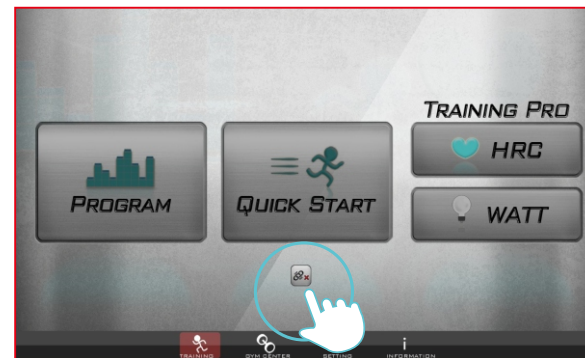 TRAINING PRO
PROGRAM
QUICK START
HRC
WATT
TRAINING
GYM CENTER
SETTING
INFORMATION